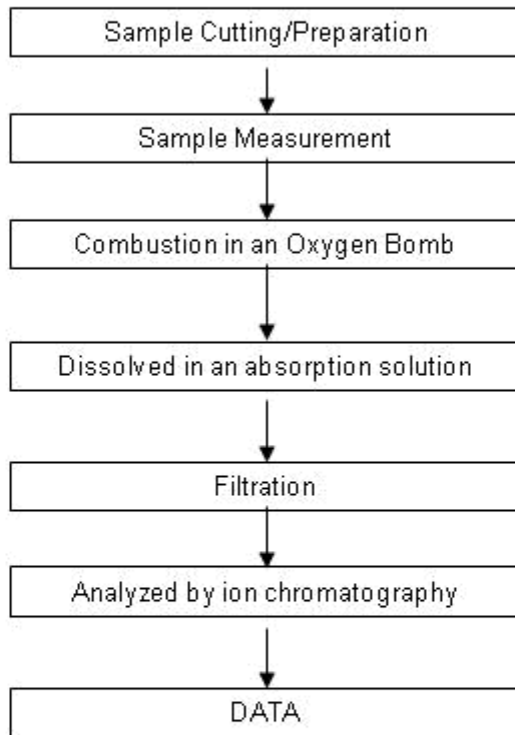 Sample Cutting/Preparation
Sample Measurement
Combustion in an Oxygen Bomb
Dissolved in an absorption solution
Filtration
Analyzed by ion chromatography
DATA